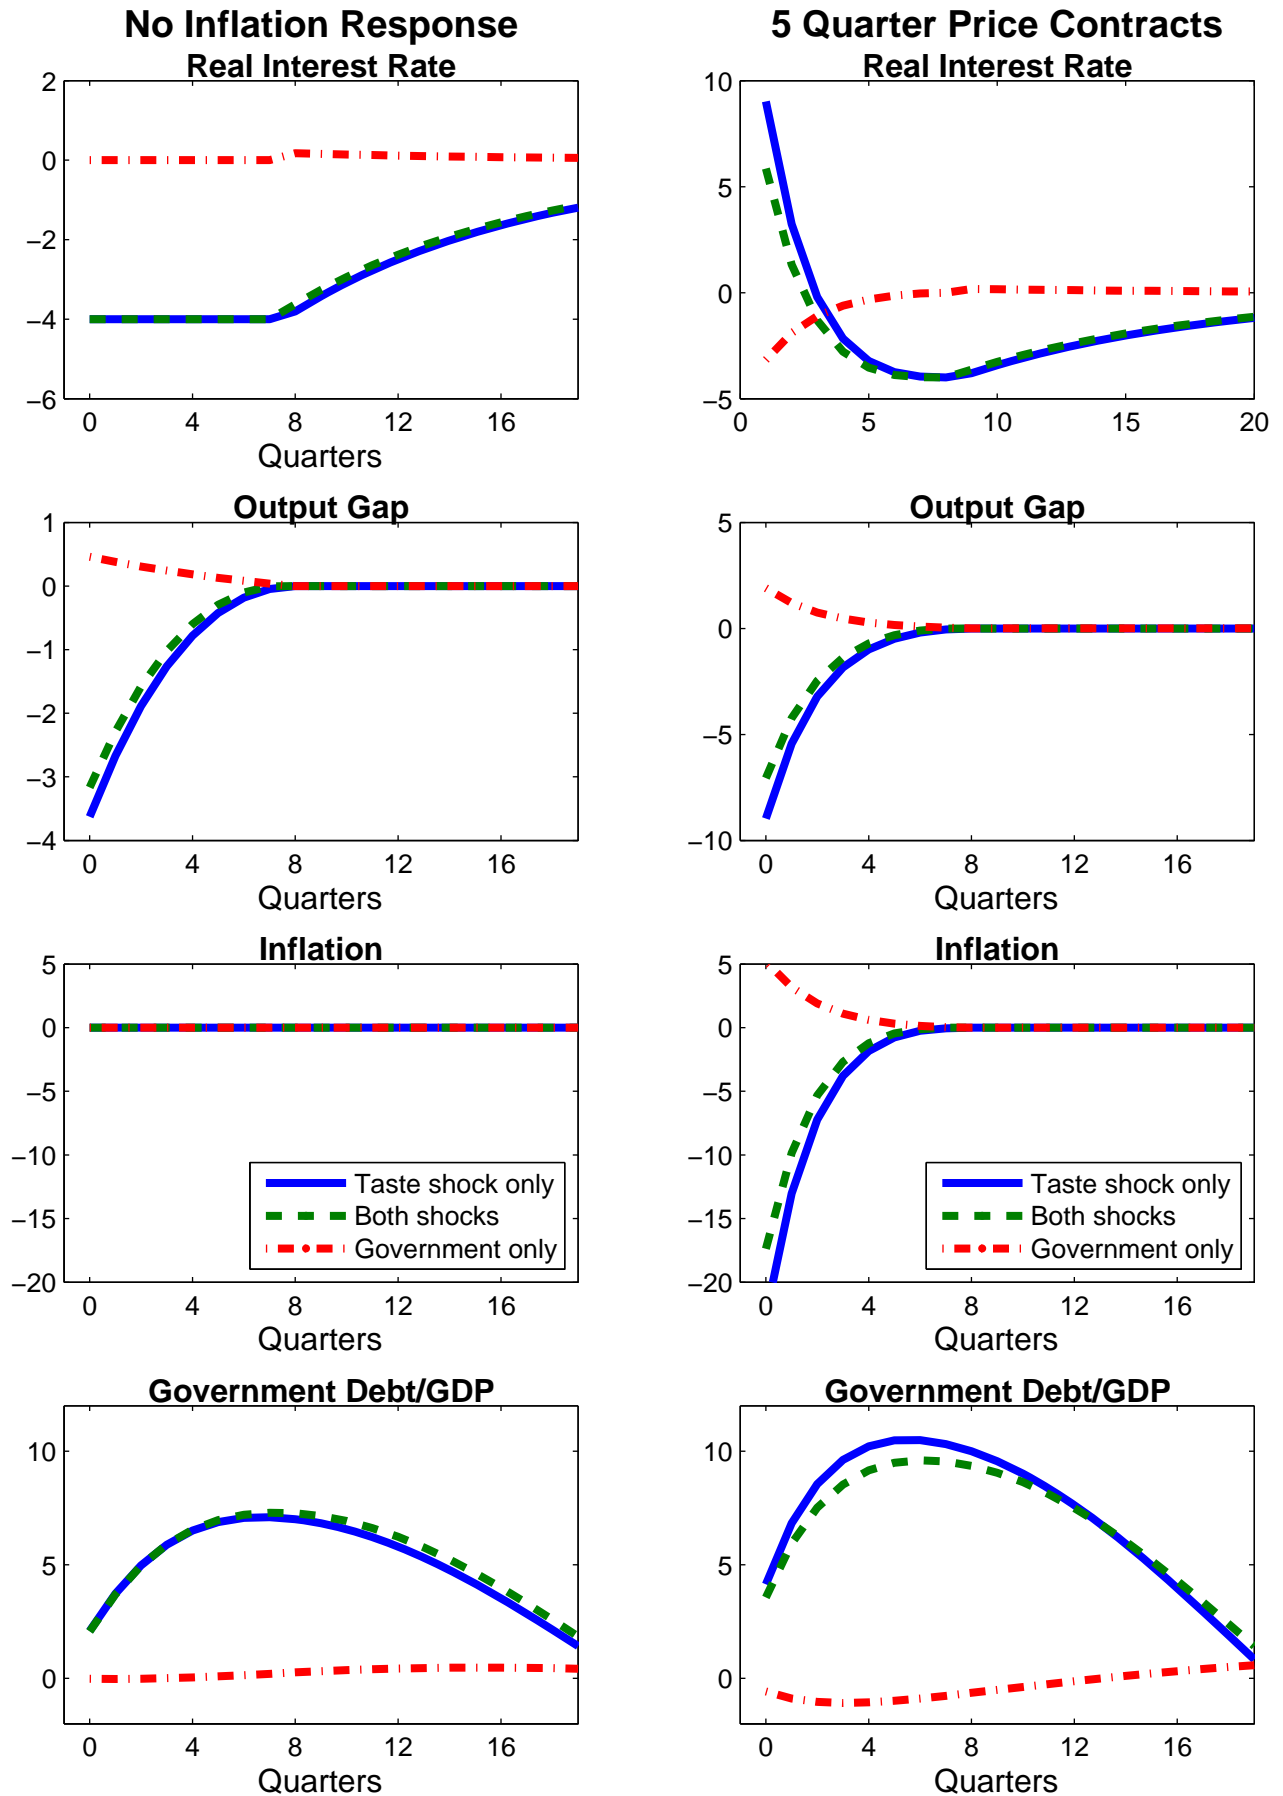 No Inflation Response
5 Quarter Price Contracts
Real Interest Rate
2
0
−2
−4
−6
0 4 8 12 16
Quarters
Real Interest Rate
10
5
0
−5
0 5 10 15 20
Output Gap
1
0
−1
−2
−3
−4
0 4 8 12 16
Quarters
Output Gap
5
0
−5
−10
0 4 8 12 16
Quarters
Inflation
5
0
−5
−10
−15
−20
Taste shock only
Both shocks
Government only
0 4 8 12 16
Quarters
Inflation
5
0
−5
−10
−15
−20
Taste shock only
Both shocks
Government only
0 4 8 12 16
Quarters
Government Debt/GDP
10
5
0
0 4 8 12 16
Quarters
Government Debt/GDP
10
5
0
0 4 8 12 16
Quarters